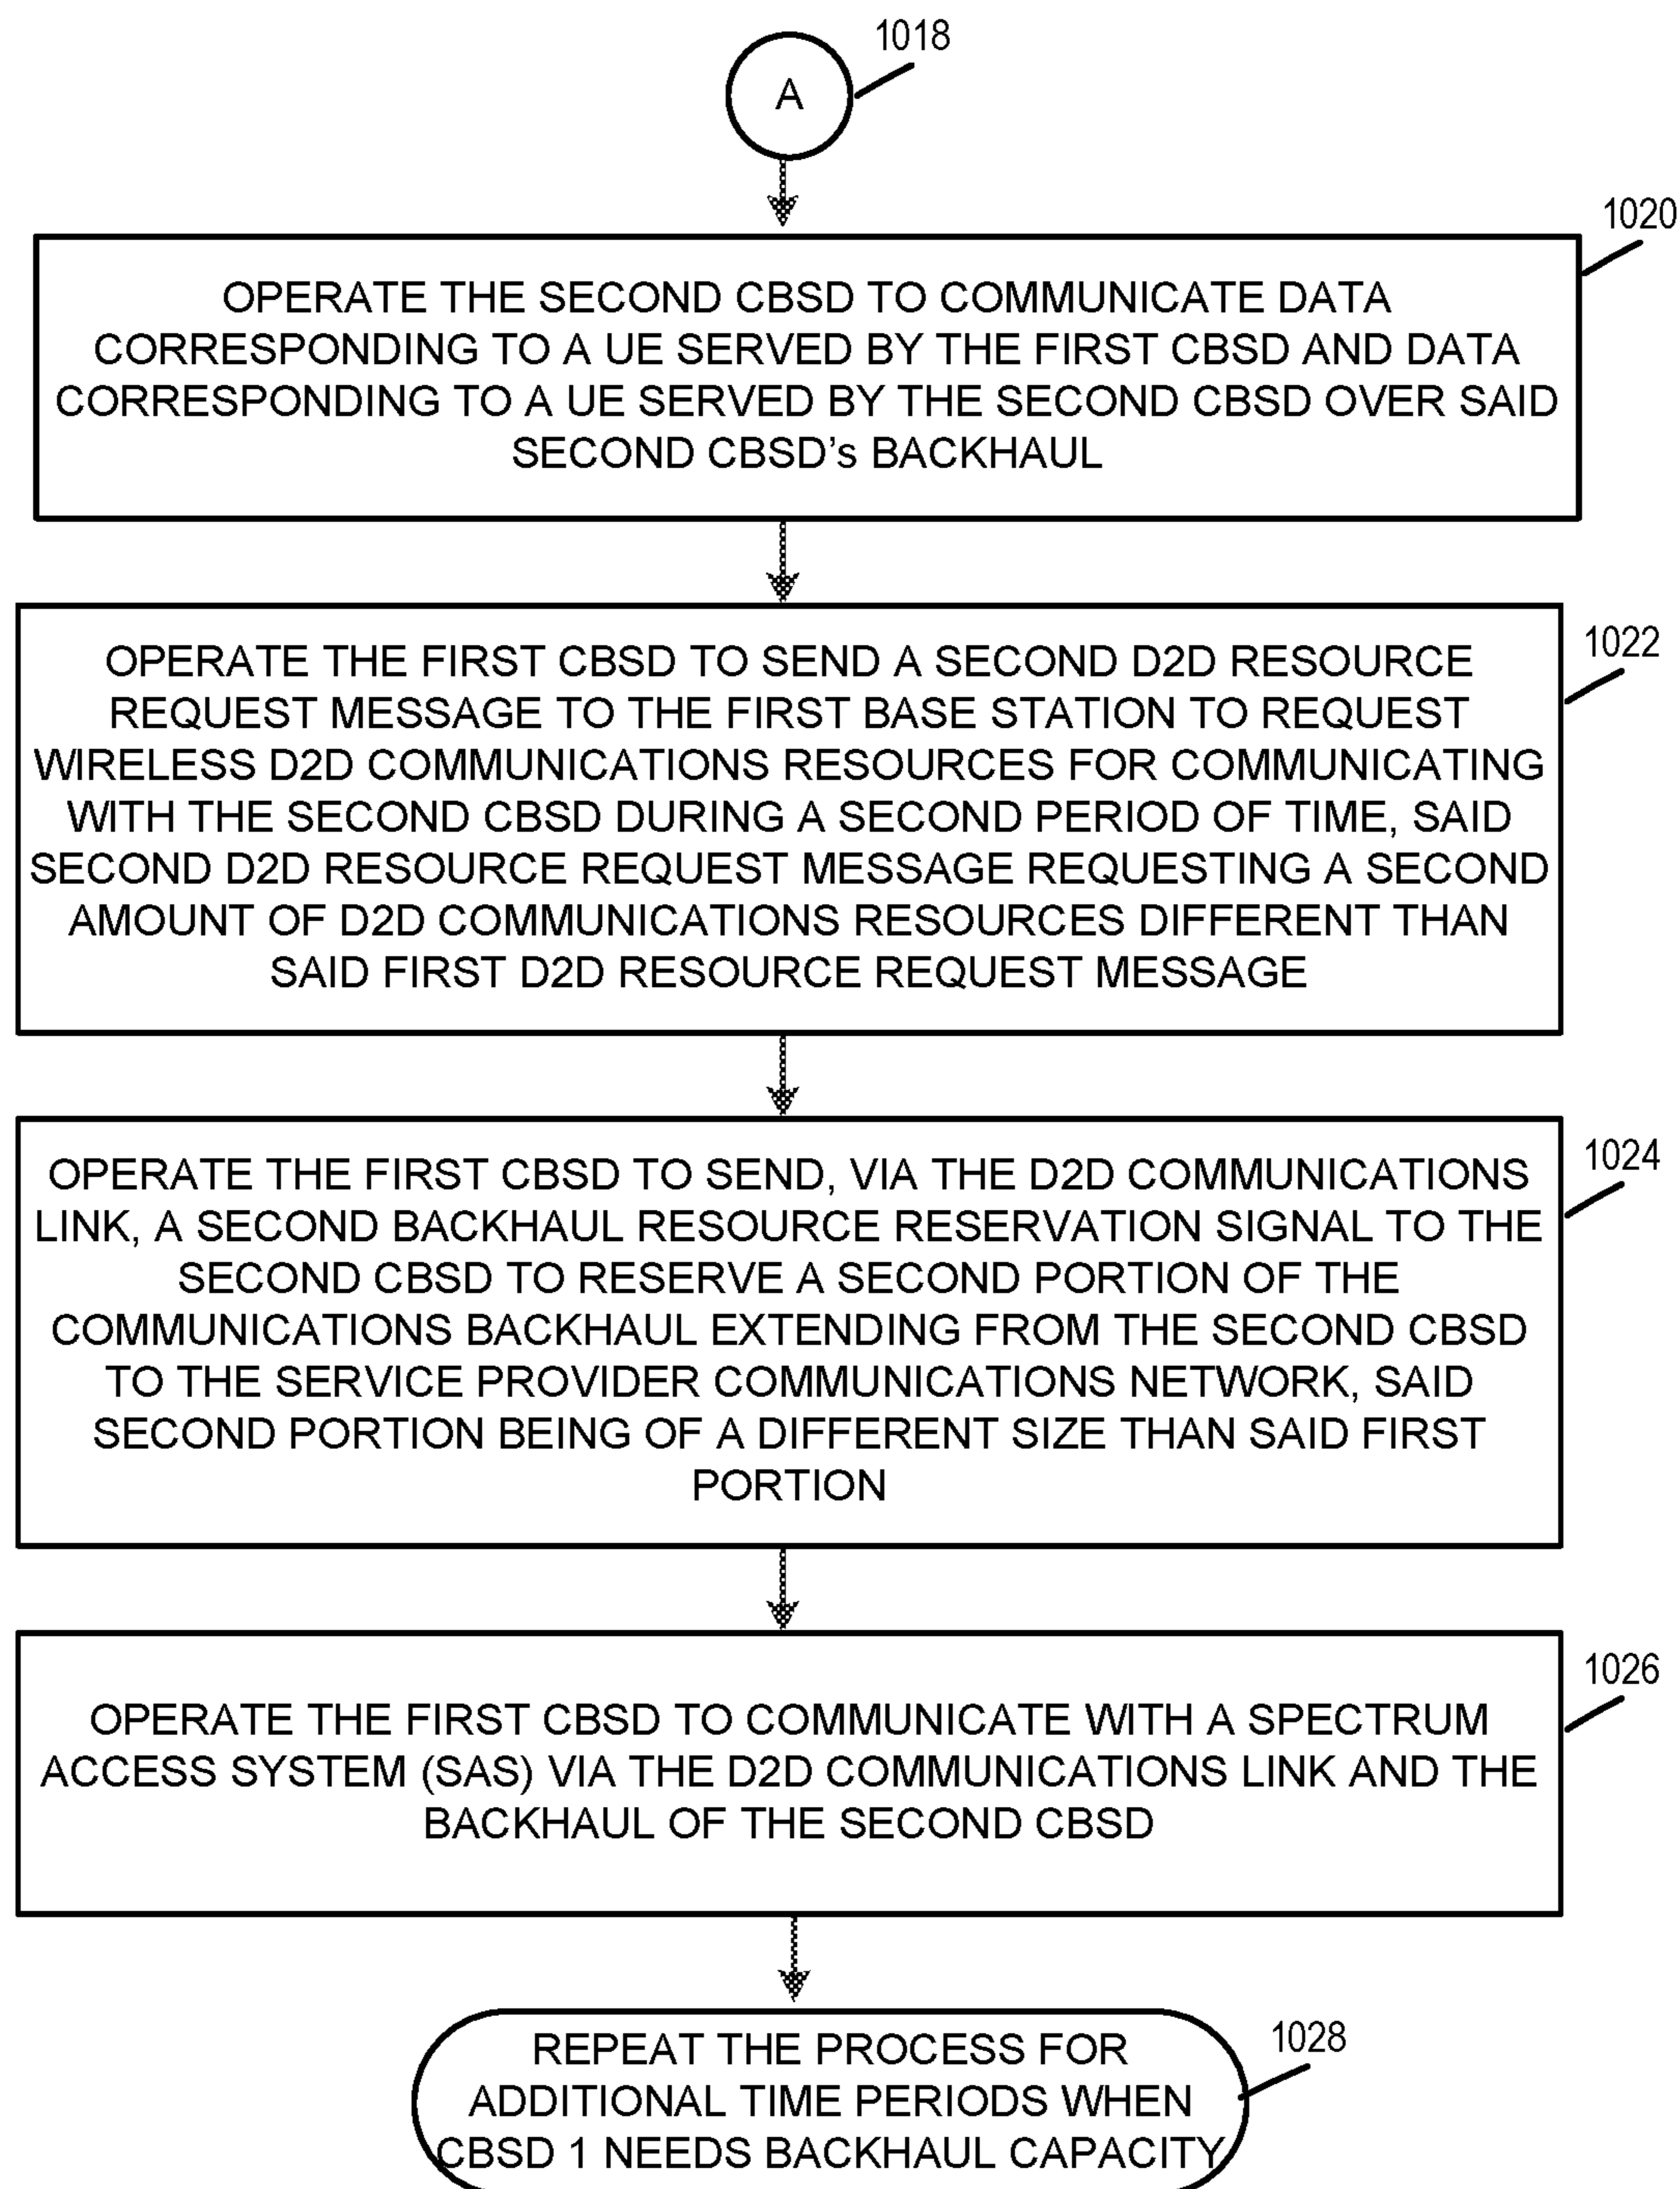 1018
A
1020
OPERATE THE SECOND CBSD TO COMMUNICATE DATA
CORRESPONDING TO A UE SERVED BY THE FIRST CBSD AND DATA
CORRESPONDING TO A UE SERVED BY THE SECOND CBSD OVER SAID
SECOND CBSD's BACKHAUL
1022
OPERATE THE FIRST CBSD TO SEND A SECOND D2D RESOURCE
REQUEST MESSAGE TO THE FIRST BASE STATION TO REQUEST
WIRELESS D2D COMMUNICATIONS RESOURCES FOR COMMUNICATING
WITH THE SECOND CBSD DURING A SECOND PERIOD OF TIME, SAID
SECOND D2D RESOURCE REQUEST MESSAGE REQUESTING A SECOND
AMOUNT OF D2D COMMUNICATIONS RESOURCES DIFFERENT THAN
SAID FIRST D2D RESOURCE REQUEST MESSAGE
1024
OPERATE THE FIRST CBSD TO SEND, VIA THE D2D COMMUNICATIONS
LINK, A SECOND BACKHAUL RESOURCE RESERVATION SIGNAL TO THE
SECOND CBSD TO RESERVE A SECOND PORTION OF THE
COMMUNICATIONS BACKHAUL EXTENDING FROM THE SECOND CBSD
TO THE SERVICE PROVIDER COMMUNICATIONS NETWORK, SAID
SECOND PORTION BEING OF A DIFFERENT SIZE THAN SAID FIRST
PORTION
1026
OPERATE THE FIRST CBSD TO COMMUNICATE WITH A SPECTRUM
ACCESS SYSTEM (SAS) VIA THE D2D COMMUNICATIONS LINK AND THE
BACKHAUL OF THE SECOND CBSD
1028
REPEAT THE PROCESS FOR
ADDITIONAL TIME PERIODS WHEN
CBSD 1 NEEDS BACKHAUL CAPACITY